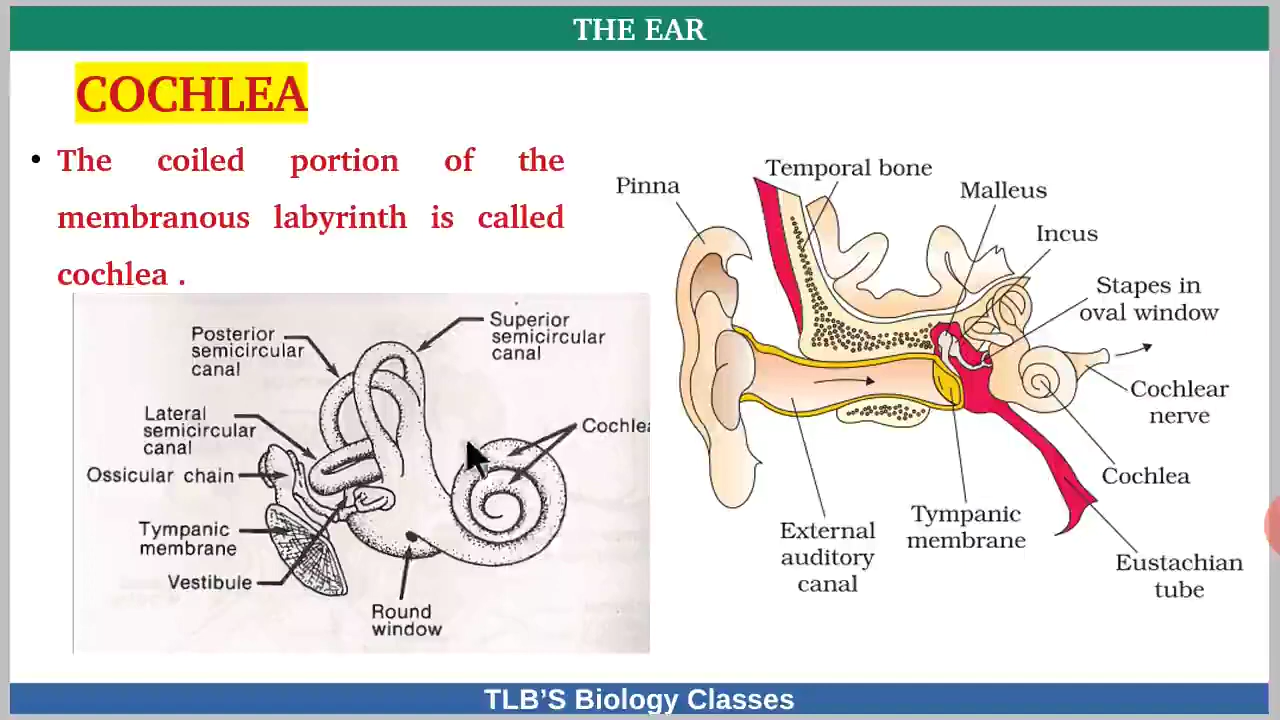 THE EAR
COCHLEA
• The coiled portion of the
membranous labyrinth is called
cochlea .
Posterior
semicircular
canal
Superior
semicircular
canal
Lateral
semicircular
canal
Cochlea
Ossicular chain
Tympanic
membrane
Vestibule
Round
window
Temporal bone
Pinna
Malleus
Incus
Stapes in
oval window
Cochlear
nerve
Cochlea
Tympanic
membrane
External
auditory
canal
Eustachian
tube
TLB'S Biology Classes